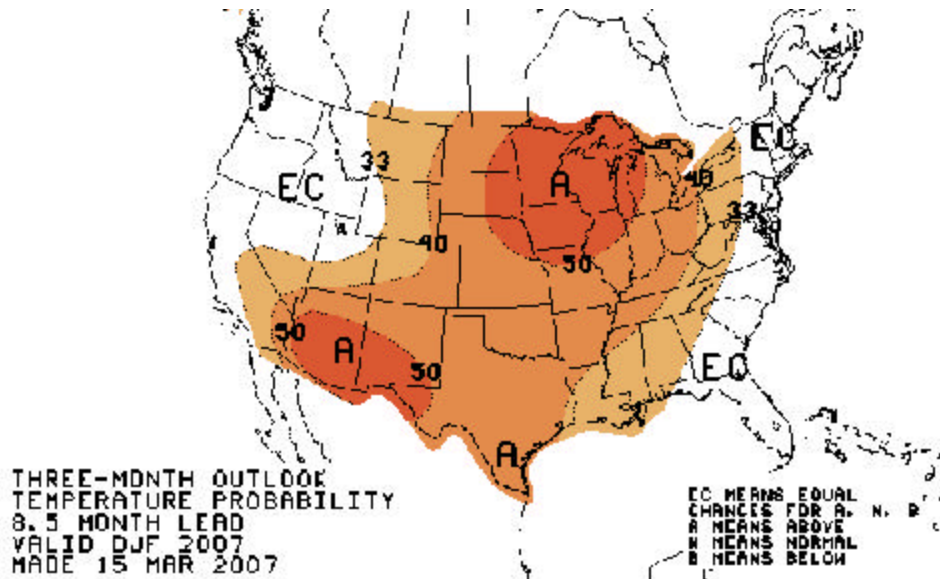 EC
33
40
A
EC
33
40
50
50
A
50
EC
A
THREE-MONTH OUTLOOK
TEMPERATURE PROBABILITY
8.5 MONTH LEAD
VALID DJF 2007
MADE 15 MAR 2007
EC MEANS EQUAL
CHANCES FOR A, N, B
A MEANS ABOVE
N MEANS NORMAL
B MEANS BELOW